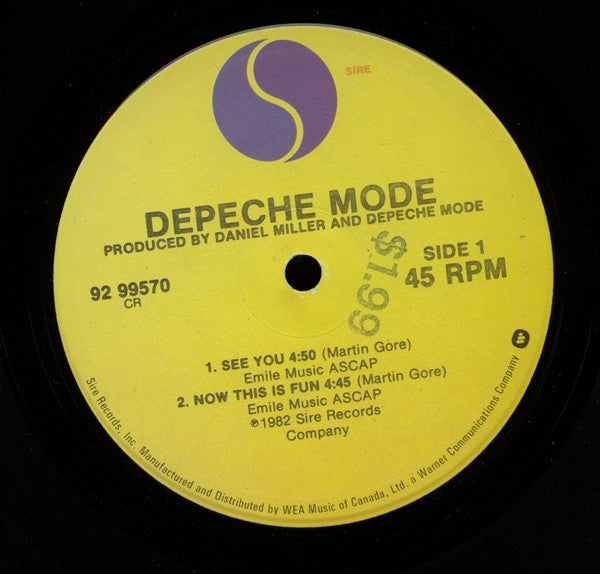 SIRE
DEPECHE MODE
PRODUCED BY DANIEL MILLER AND DEPECHE MODE
92 99570
CR
$1.99
SIDE 1
45 RPM
1. SEE YOU 4:50 (Martin Gore)
Emile Music ASCAP
2. NOW THIS IS FUN 4:45 (Martin Gore)
Emile Music ASCAP
℗1982 Sire Records
Company
Sire Records, Inc. Manufactured and Distributed by WEA Music of Canada, Ltd. a Warner Communications Company